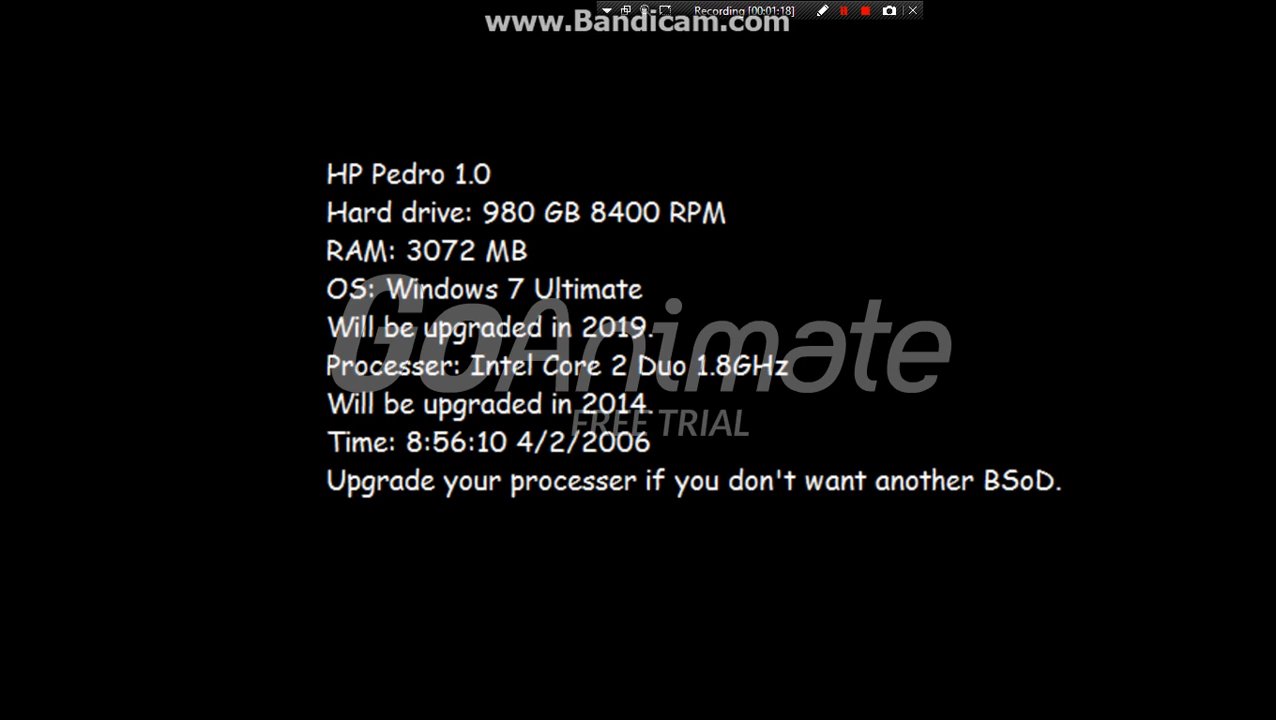 Recording [00:01:18]
www.Bandicam.com
HP Pedro 1.0
Hard drive: 980 GB 8400 RPM
RAM: 3072 MB
OS: Windows 7 Ultimate
Will be upgraded in 2019.
GoAnimate
Processer: Intel Core 2 Duo 1.8GHz
Will be upgraded in 2014.
FREE TRIAL
Time: 8:56:10 4/2/2006
Upgrade your processer if you don't want another BSoD.